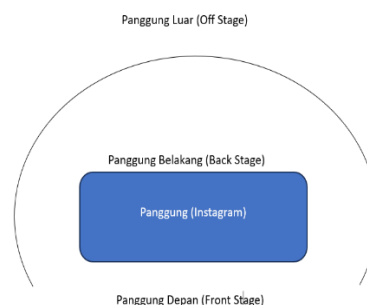 Panggung Luar (Off Stage)
Panggung Belakang (Back Stage)
Panggung (Instagram)
Panggung Depan (Front Stage)